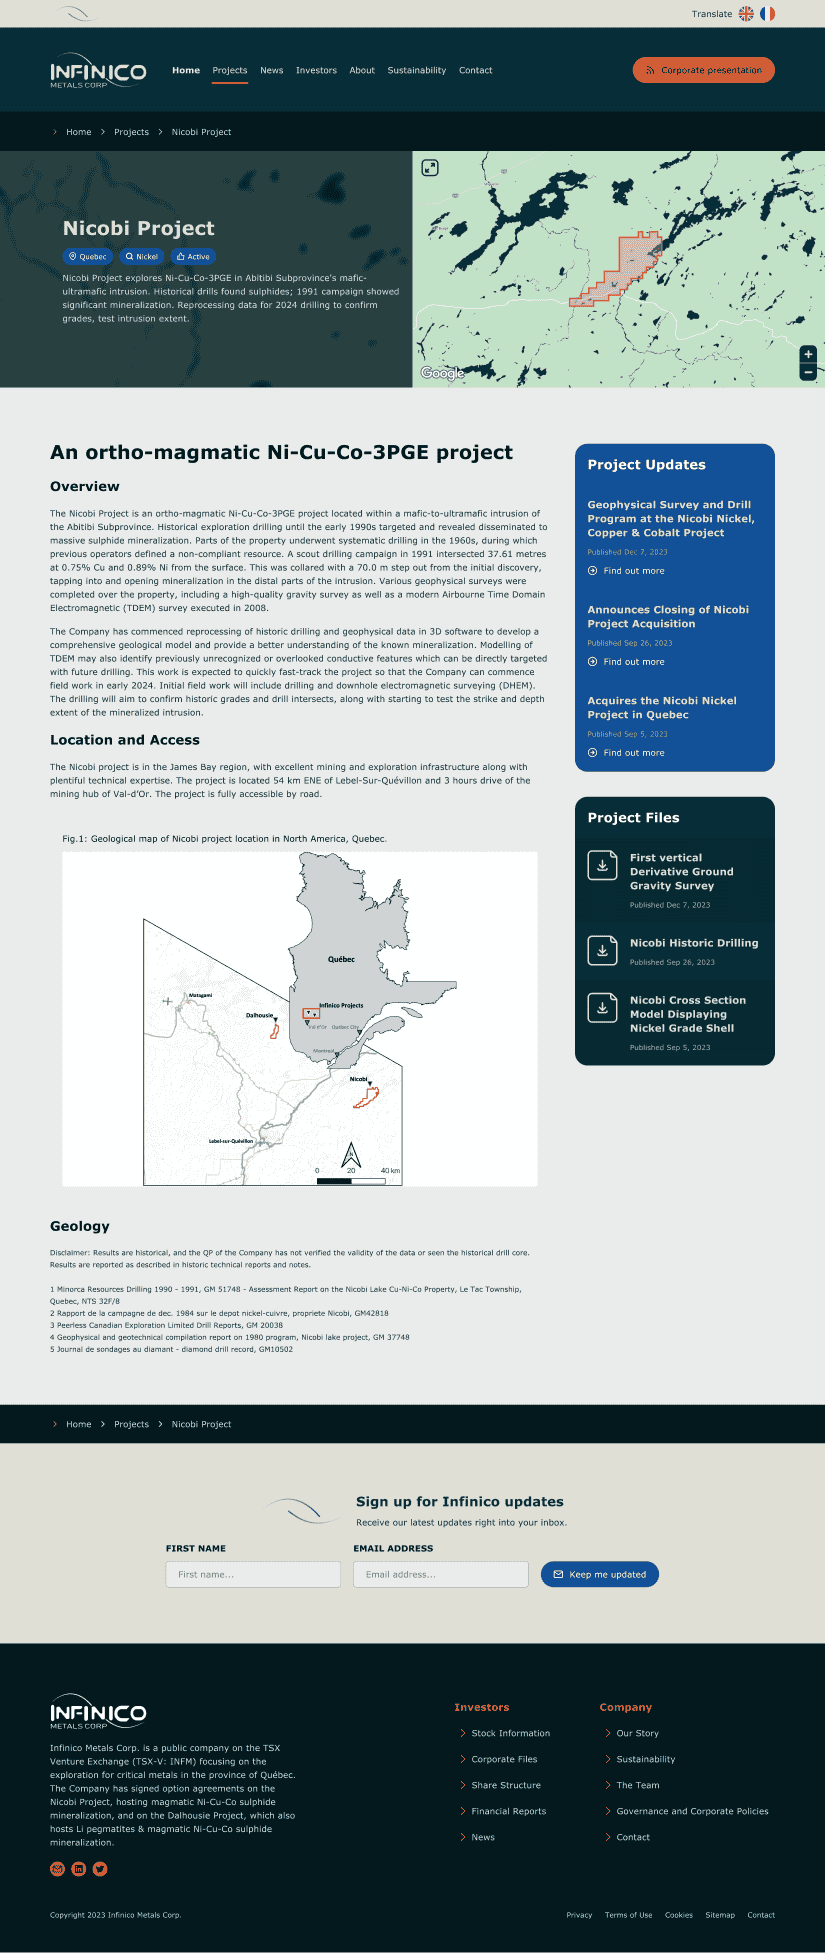 Translate
INFINICO
METALS CORP
Home
Projects
News
Investors
About
Sustainability
Contact
Corporate presentation
Home
Projects
Nicobi Project
Nicobi Project
Quebec
Nickel
Active
Nicobi Project explores Ni-Cu-Co-3PGE in Abitibi Subprovince's mafic-
ultramafic intrusion. Historical drills found sulphides; 1991 campaign showed
significant mineralization. Reprocessing data for 2024 drilling to confirm
grades, test intrusion extent.
Google
An ortho-magmatic Ni-Cu-Co-3PGE project
Overview
The Nicobi Project is an ortho-magmatic Ni-Cu-Co-3PGE project located within a mafic-to-ultramafic intrusion of
the Abitibi Subprovince. Historical exploration drilling until the early 1990s targeted and revealed disseminated to
massive sulphide mineralization. Parts of the property underwent systematic drilling in the 1960s, during which
previous operators defined a non-compliant resource. A scout drilling campaign in 1991 intersected 37.61 metres
at 0.75% Cu and 0.89% Ni from the surface. This was collared with a 70.0 m step out from the initial discovery,
tapping into and opening mineralization in the distal parts of the intrusion. Various geophysical surveys were
completed over the property, including a high-quality gravity survey as well as a modern Airbourne Time Domain
Electromagnetic (TDEM) survey executed in 2008.
The Company has commenced reprocessing of historic drilling and geophysical data in 3D software to develop a
comprehensive geological model and provide a better understanding of the known mineralization. Modelling of
TDEM may also identify previously unrecognized or overlooked conductive features which can be directly targeted
with future drilling. This work is expected to quickly fast-track the project so that the Company can commence
field work in early 2024. Initial field work will include drilling and downhole electromagnetic surveying (DHEM).
The drilling will aim to confirm historic grades and drill intersects, along with starting to test the strike and depth
extent of the mineralized intrusion.
Location and Access
The Nicobi project is in the James Bay region, with excellent mining and exploration infrastructure along with
plentiful technical expertise. The project is located 54 km ENE of Lebel-Sur-Quévillon and 3 hours drive of the
mining hub of Val-d'Or. The project is fully accessible by road.
Fig.1: Geological map of Nicobi project location in North America, Quebec.
Québec
Matagami
Infinico Projects
Dalhousie
Val d'Or
Québec City
Montreal
Nicobi
Lebel-sur-Quévillon
N
0
20
40 km
Geology
Disclaimer: Results are historical, and the QP of the Company has not verified the validity of the data or seen the historical drill core.
Results are reported as described in historic technical reports and notes.
1 Minorca Resources Drilling 1990 - 1991, GM 51748 - Assessment Report on the Nicobi Lake Cu-Ni-Co Property, Le Tac Township,
Quebec, NTS 32F/8
2 Rapport de la campagne de dec. 1984 sur le depot nickel-cuivre, propriete Nicobi, GM42818
3 Peerless Canadian Exploration Limited Drill Reports, GM 20038
4 Geophysical and geotechnical compilation report on 1980 program, Nicobi lake project, GM 37748
5 Journal de sondages au diamant - diamond drill record, GM10502
Project Updates
Geophysical Survey and Drill
Program at the Nicobi Nickel,
Copper & Cobalt Project
Published Dec 7, 2023
Find out more
Announces Closing of Nicobi
Project Acquisition
Published Sep 26, 2023
Find out more
Acquires the Nicobi Nickel
Project in Quebec
Published Sep 5, 2023
Find out more
Project Files
First vertical
Derivative Ground
Gravity Survey
Published Dec 7, 2023
Nicobi Historic Drilling
Published Sep 26, 2023
Nicobi Cross Section
Model Displaying
Nickel Grade Shell
Published Sep 5, 2023
Home
Projects
Nicobi Project
Sign up for Infinico updates
Receive our latest updates right into your inbox.
FIRST NAME
EMAIL ADDRESS
First name...
Email address...
Keep me updated
INFINICO
METALS CORP
Infinico Metals Corp. is a public company on the TSX
Venture Exchange (TSX-V: INFM) focusing on the
exploration for critical metals in the province of Québec.
The Company has signed option agreements on the
Nicobi Project, hosting magmatic Ni-Cu-Co sulphide
mineralization, and on the Dalhousie Project, which also
hosts Li pegmatites & magmatic Ni-Cu-Co sulphide
mineralization.
Investors
Stock Information
Corporate Files
Share Structure
Financial Reports
News
Company
Our Story
Sustainability
The Team
Governance and Corporate Policies
Contact
Copyright 2023 Infinico Metals Corp.
Privacy
Terms of Use
Cookies
Sitemap
Contact